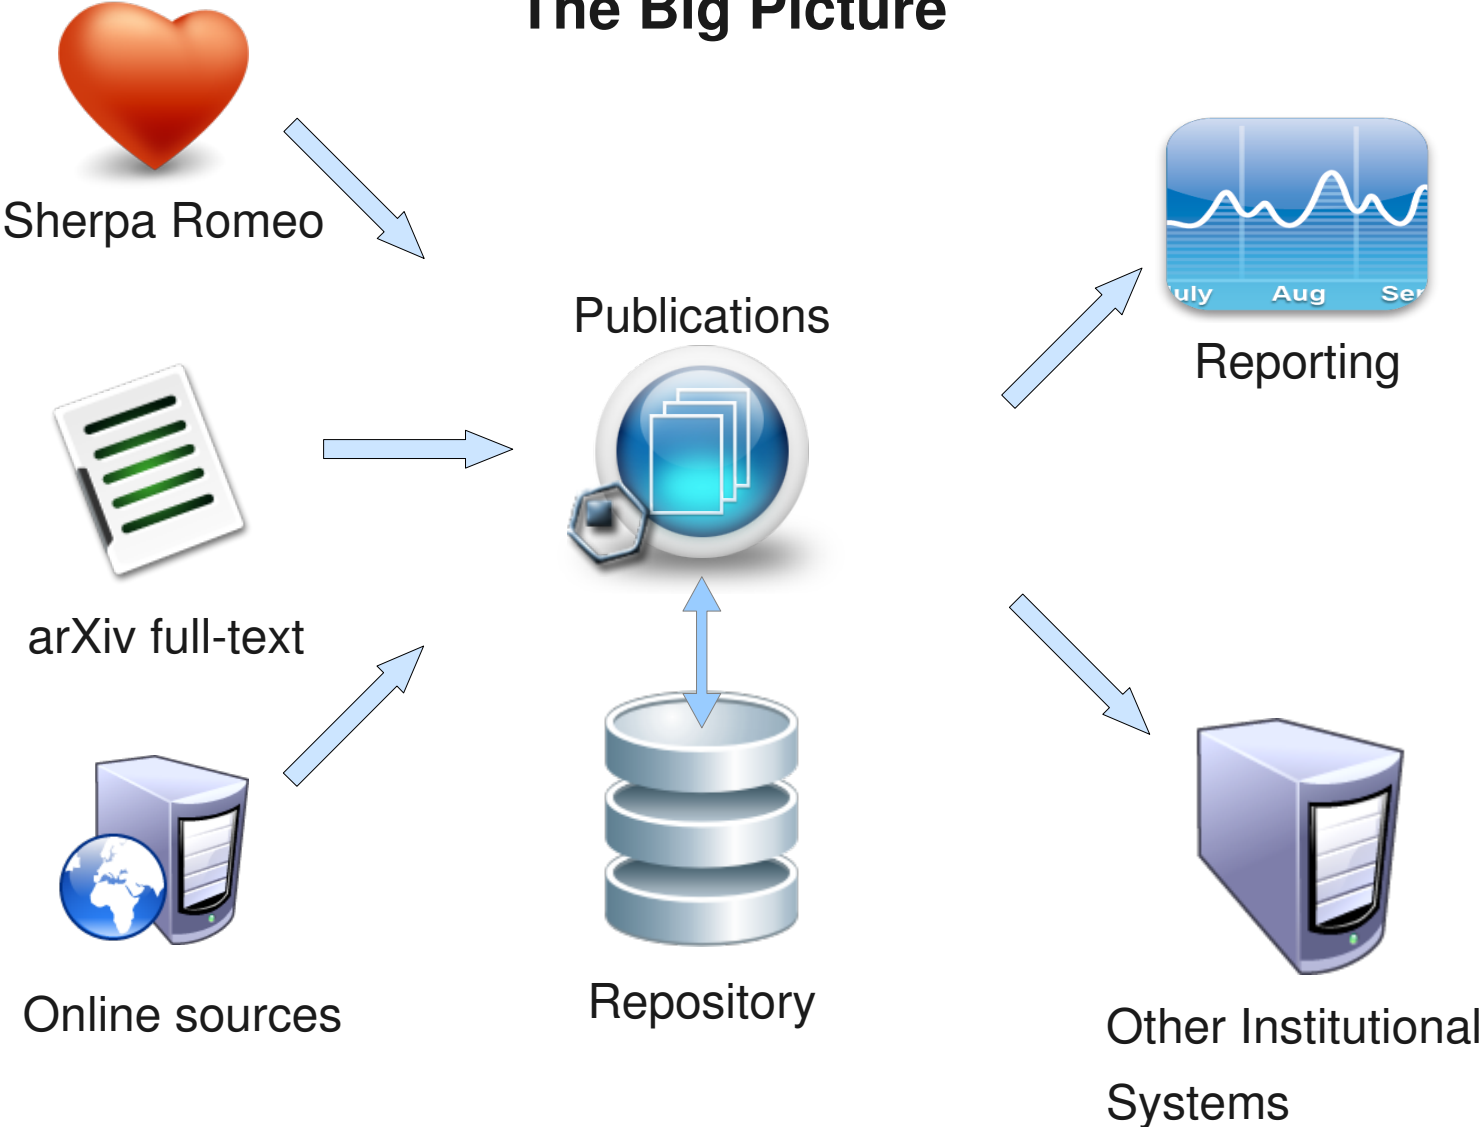 The Big Picture
Sherpa Romeo
Publications
Aug
Reporting
arXiv full-text
Online sources
Repository
Other Institutional
Systems